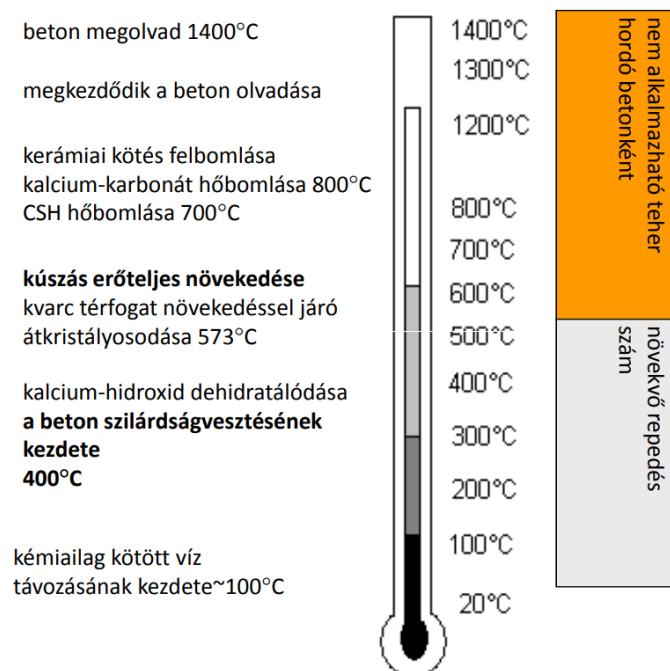 beton megolvad 1400°C
megkezdődik a beton olvadása
kerámiai kötés felbomlása
kalcium-karbonát hőbomlása 800°C
CSH hőbomlása 700°C
kúszás erőteljes növekedése
kvarc térfogat növekedéssel járó
átkristályosodása 573°C
kalcium-hidroxid dehidratálódása
a beton szilárdságvesztésének
kezdete
400°C
kémiailag kötött víz
távozásának kezdete~100°C
1400°C
1300°C
1200°C
800°C
700°C
600°C
500°C
400°C
300°C
200°C
100°C
20°C
nem alkalmazható teher
hordó betonként
növekvő repedés
szám